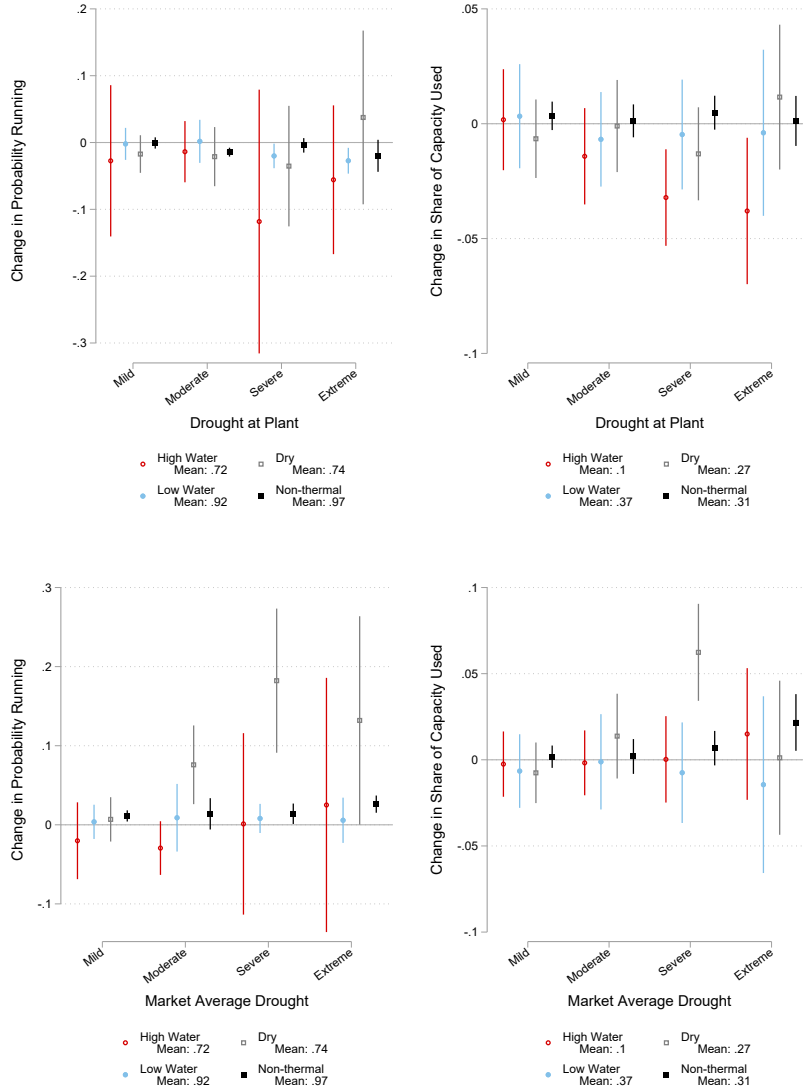 .2
.1
0
-.1
-.2
-.3
Change in Probability Running
Mild
Moderate
Severe
Extreme
Drought at Plant
High Water
Mean: .72
Dry
Mean: .74
Low Water
Mean: .92
Non-thermal
Mean: .97
.05
0
-.05
-.1
Change in Share of Capacity Used
Mild
Moderate
Severe
Extreme
Drought at Plant
High Water
Mean: .1
Dry
Mean: .27
Low Water
Mean: .37
Non-thermal
Mean: .31
.3
.2
.1
0
-.1
Change in Probability Running
Mild
Moderate
Severe
Extreme
Market Average Drought
High Water
Mean: .72
Dry
Mean: .74
Low Water
Mean: .92
Non-thermal
Mean: .97
.1
.05
0
-.05
-.1
Change in Share of Capacity Used
Mild
Moderate
Severe
Extreme
Market Average Drought
High Water
Mean: .1
Dry
Mean: .27
Low Water
Mean: .37
Non-thermal
Mean: .31